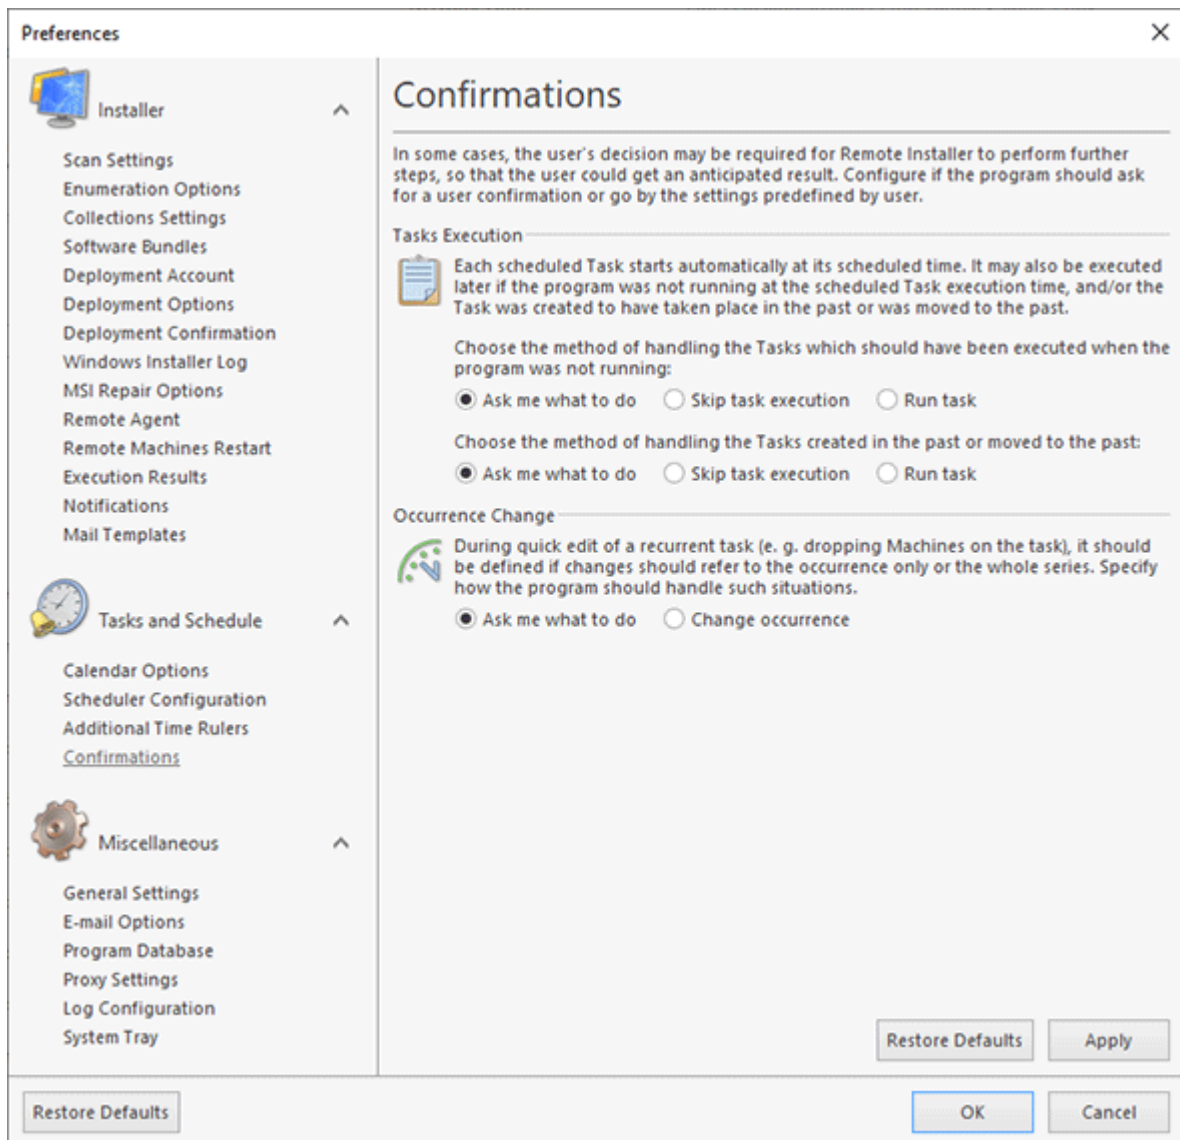 Preferences
Installer
Scan Settings
Enumeration Options
Collections Settings
Software Bundles
Deployment Account
Deployment Options
Deployment Confirmation
Windows Installer Log
MSI Repair Options
Remote Agent
Remote Machines Restart
Execution Results
Notifications
Mail Templates
Tasks and Schedule
Calendar Options
Scheduler Configuration
Additional Time Rulers
Confirmations
Miscellaneous
General Settings
E-mail Options
Program Database
Proxy Settings
Log Configuration
System Tray
Confirmations
In some cases, the user's decision may be required for Remote Installer to perform further
steps, so that the user could get an anticipated result. Configure if the program should ask
for a user confirmation or go by the settings predefined by user.
Tasks Execution
Each scheduled Task starts automatically at its scheduled time. It may also be executed
later if the program was not running at the scheduled Task execution time, and/or the
Task was created to have taken place in the past or was moved to the past.
Choose the method of handling the Tasks which should have been executed when the
program was not running:
Ask me what to do Skip task execution Run task
Choose the method of handling the Tasks created in the past or moved to the past:
Ask me what to do Skip task execution Run task
Occurrence Change
During quick edit of a recurrent task (e. g. dropping Machines on the task), it should
be defined if changes should refer to the occurrence only or the whole series. Specify
how the program should handle such situations.
Ask me what to do Change occurrence
Restore Defaults Apply
Restore Defaults OK Cancel